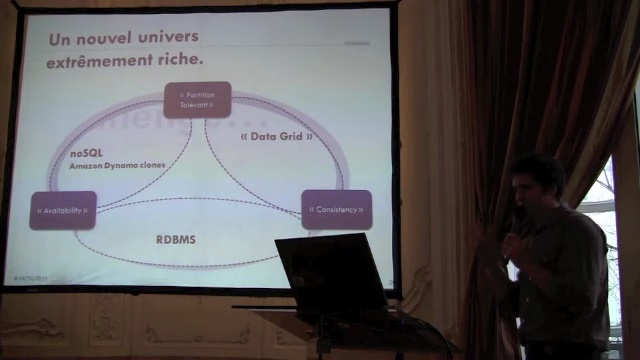 Un nouvel univers
extrêmement riche.
« Partition
Tolerant »
« Data Grid »
noSQL
Amazon Dynamo clones
« Availability »
« Consistency »
RDBMS